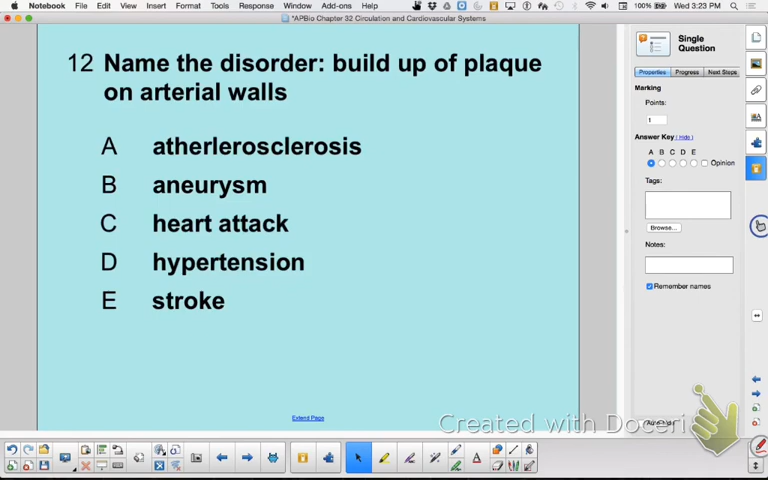 Notebook File Edit View Insert Format Tools Response Window Add-ons Help 100% Wed 3:23 PM
*APBio Chapter 32 Circulation and Cardiovascular Systems
12 Name the disorder: build up of plaque
on arterial walls
A atherlerosclerosis
B aneurysm
C heart attack
D hypertension
E stroke
Extend Page
Single
Question
Properties Progress Next Steps
Marking
Points:
1
Answer Key (Hide)
A B C D E
Opinion
Tags:
Browse...
Notes:
Remember names
Created with Doceri